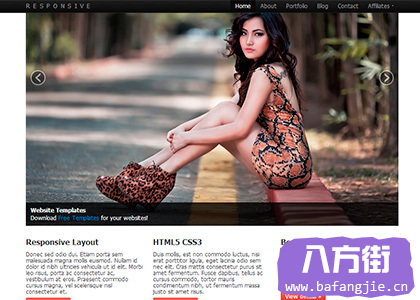 RESPONSIVE
Home About Portfolio Blog Contact Affiliates
Website Templates
Download Free Templates for your websites!
Responsive Layout
Donec sed odio dui. Etiam porta sem
malesuada magna mollis euismod. Nullam id
dolor id nibh ultricies vehicula ut id elit. Morbi
leo risus, porta ac consectetur ac,
vestibulum at eros. Praesent commodo
cursus magna, vel scelerisque nisl
consectetur et.
HTML5 CSS3
Duis mollis, est non commodo luctus, nisi
erat porttitor ligula, eget lacinia odio sem
nec elit. Cras mattis consectetur purus sit
amet fermentum. Fusce dapibus, tellus ac
cursus commodo, tortor mauris
condimentum nibh, ut fermentum massa
justo sit amet risus.
View details »
八方街
www.bafangjie.cn